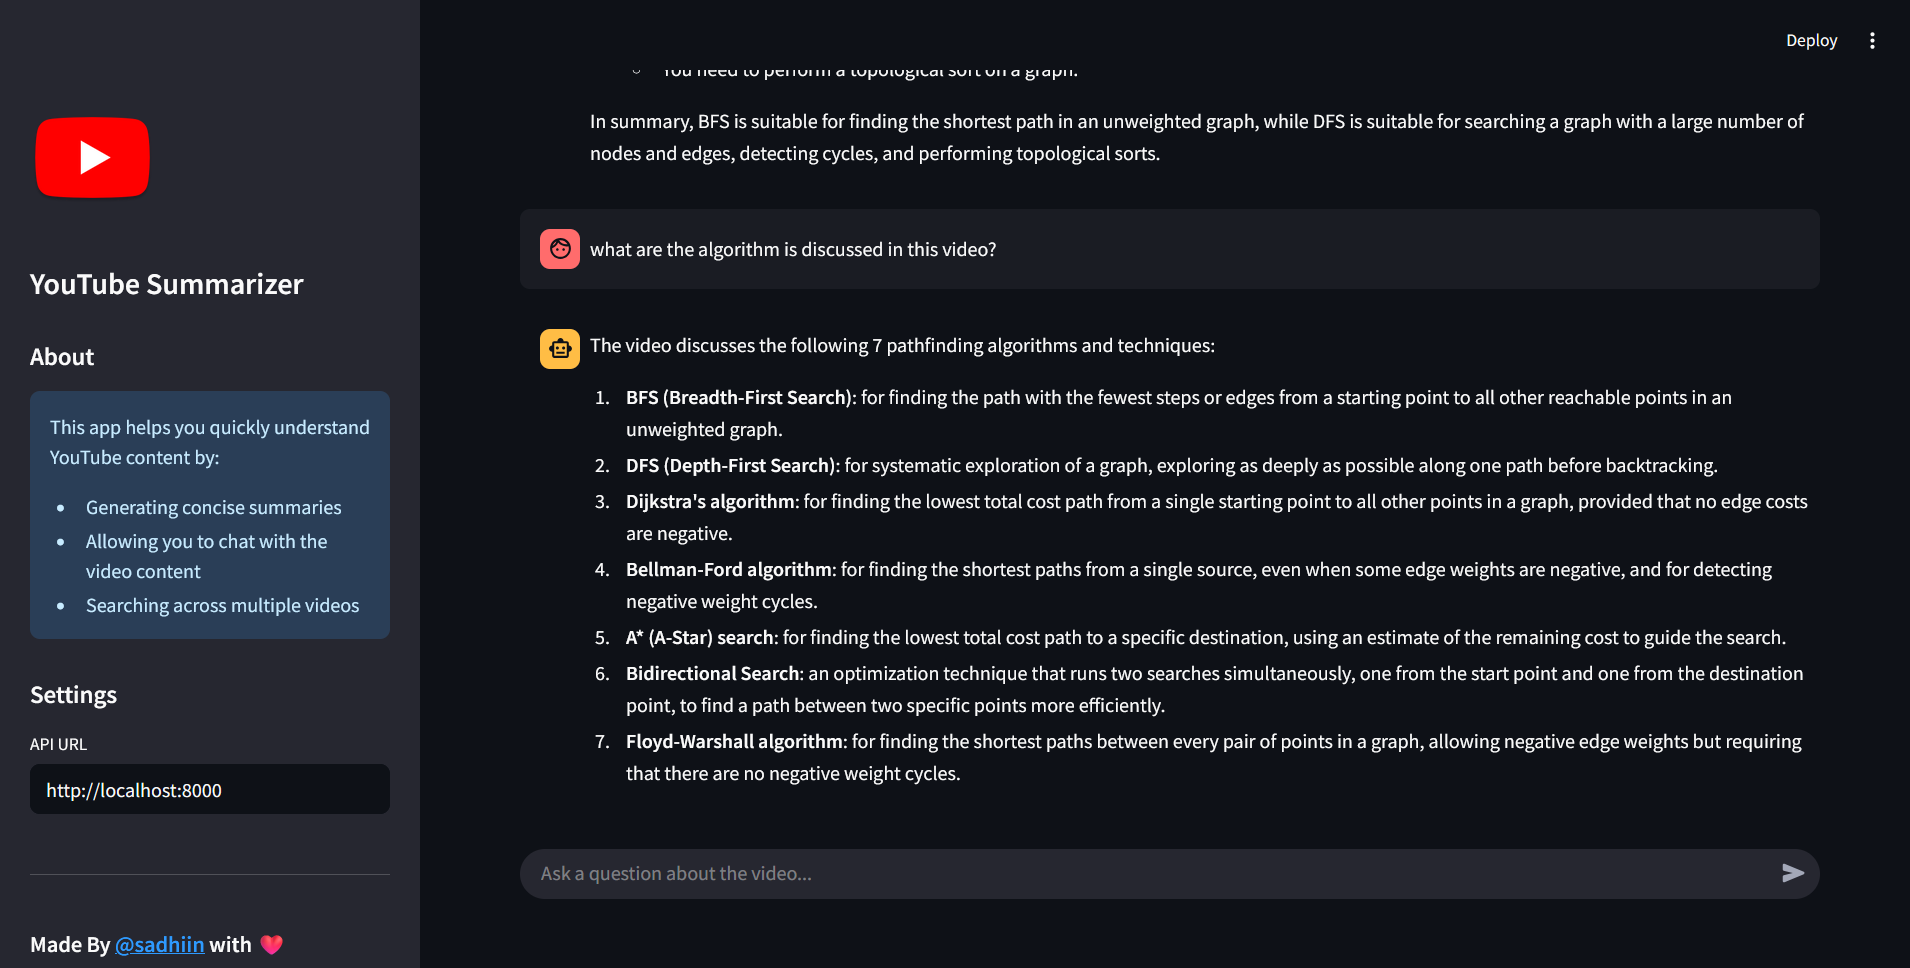 YouTube Summarizer
About
This app helps you quickly understand
YouTube content by:
• Generating concise summaries
• Allowing you to chat with the
video content
• Searching across multiple videos
Settings
API URL
http://localhost:8000
Made By @sadhiin with ❤️
Deploy
You need to perform a topological sort on a graph.
In summary, BFS is suitable for finding the shortest path in an unweighted graph, while DFS is suitable for searching a graph with a large number of
nodes and edges, detecting cycles, and performing topological sorts.
what are the algorithm is discussed in this video?
The video discusses the following 7 pathfinding algorithms and techniques:
1. BFS (Breadth-First Search): for finding the path with the fewest steps or edges from a starting point to all other reachable points in an
unweighted graph.
2. DFS (Depth-First Search): for systematic exploration of a graph, exploring as deeply as possible along one path before backtracking.
3. Dijkstra's algorithm: for finding the lowest total cost path from a single starting point to all other points in a graph, provided that no edge costs
are negative.
4. Bellman-Ford algorithm: for finding the shortest paths from a single source, even when some edge weights are negative, and for detecting
negative weight cycles.
5. A* (A-Star) search: for finding the lowest total cost path to a specific destination, using an estimate of the remaining cost to guide the search.
6. Bidirectional Search: an optimization technique that runs two searches simultaneously, one from the start point and one from the destination
point, to find a path between two specific points more efficiently.
7. Floyd-Warshall algorithm: for finding the shortest paths between every pair of points in a graph, allowing negative edge weights but requiring
that there are no negative weight cycles.
Ask a question about the video...